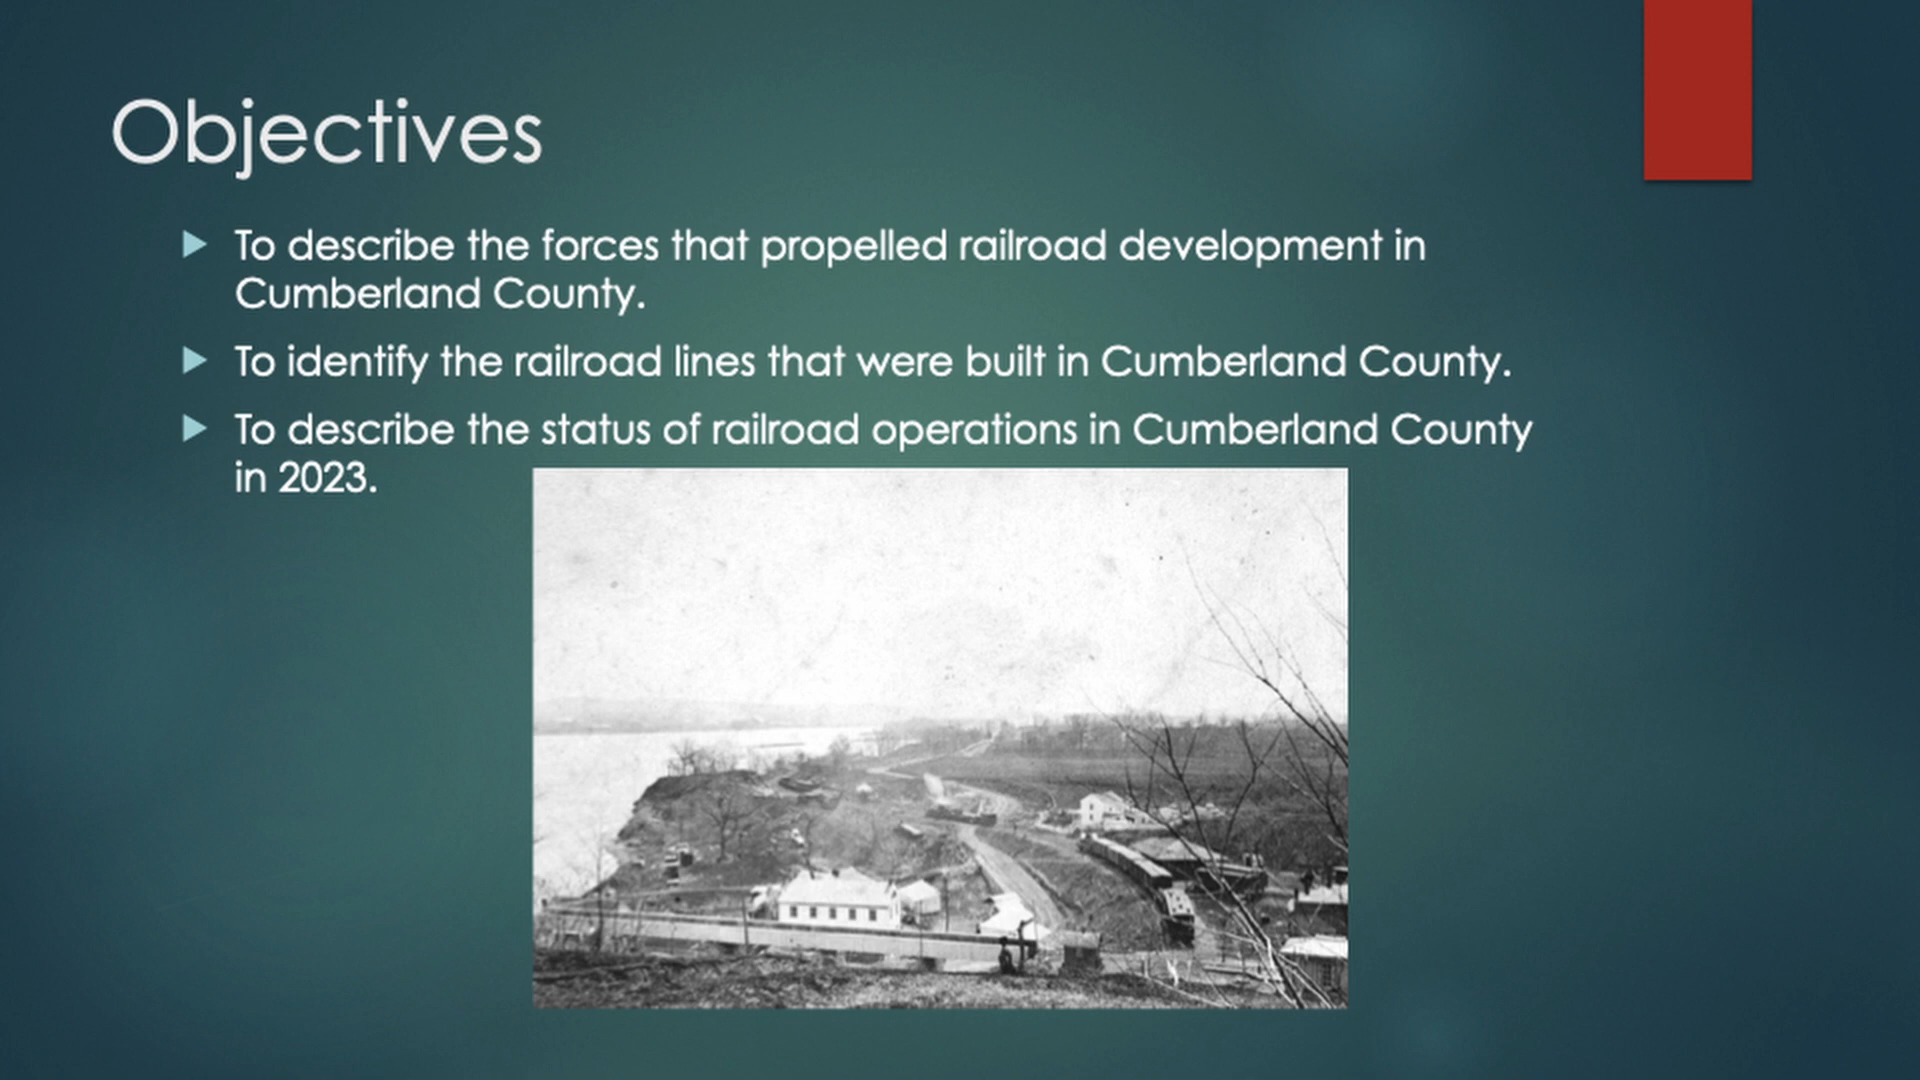 Objectives
To describe the forces that propelled railroad development in
Cumberland County.
To identify the railroad lines that were built in Cumberland County.
To describe the status of railroad operations in Cumberland County
in 2023.